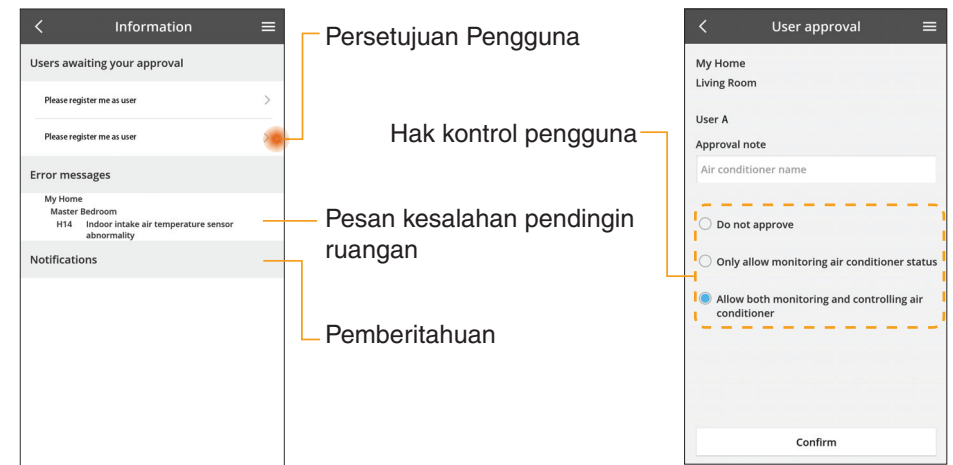 Information
Users awaiting your approval
Please register me as user
Please register me as user
Error messages
My Home
Master Bedroom
H14 Indoor intake air temperature sensor
abnormality
Notifications
Persetujuan Pengguna
Hak kontrol pengguna
Pesan kesalahan pendingin
ruangan
Pemberitahuan
User approval
My Home
Living Room
User A
Approval note
Air conditioner name
Do not approve
Only allow monitoring air conditioner status
Allow both monitoring and controlling air
conditioner
Confirm